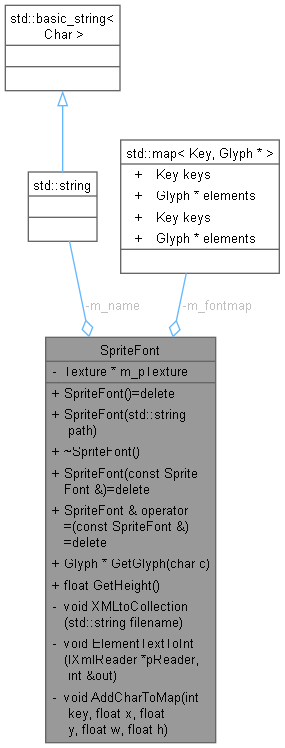 std::basic_string<
Char >
std::string
std::map< Key, Glyph * >
+ Key keys
+ Glyph * elements
+ Key keys
+ Glyph * elements
-m_name
-m_fontmap
SpriteFont
- Texture * m_pTexture
+ SpriteFont()=delete
+ SpriteFont(std::string
path)
+ ~SpriteFont()
+ SpriteFont(const Sprite
Font &)=delete
+ SpriteFont & operator
=(const SpriteFont &)
=delete
+ Glyph * GetGlyph(char c)
+ float GetHeight()
- void XMLtoCollection
(std::string filename)
- void ElementTextToInt
(IXmlReader *pReader,
int &out)
- void AddCharToMap(int
key, float x, float
y, float w, float h)